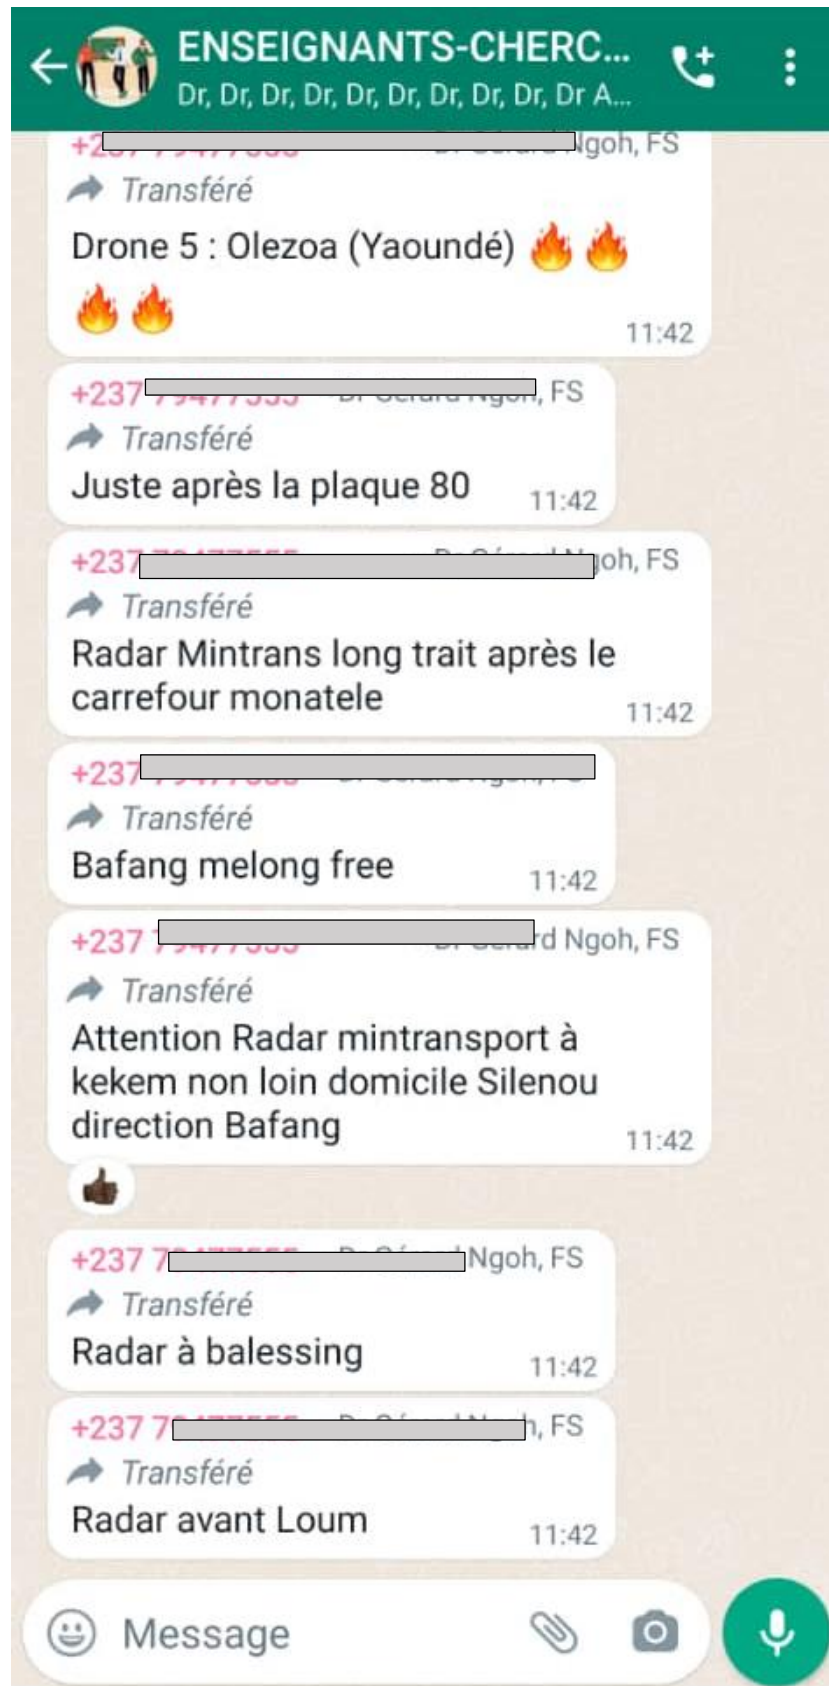 ENSEIGNANTS-CHERC...
Dr, Dr, Dr, Dr, Dr, Dr, Dr, Dr, Dr, Dr A...
Ngoh, FS
Transféré
Drone 5 : Olezoa (Yaoundé) 🔥 🔥
🔥 🔥
11:42
+237 , FS
Transféré
Juste après la plaque 80
11:42
+237 Ngoh, FS
Transféré
Radar Mintrans long trait après le
carrefour monatele
11:42
+237
Transféré
Bafang melong free
11:42
+237 Ngoh, FS
Transféré
Attention Radar mintransport à
kekem non loin domicile Silenou
direction Bafang
11:42
👍🏿
+237 7 Ngoh, FS
Transféré
Radar à balessing
11:42
+237 7 , FS
Transféré
Radar avant Loum
11:42
Message